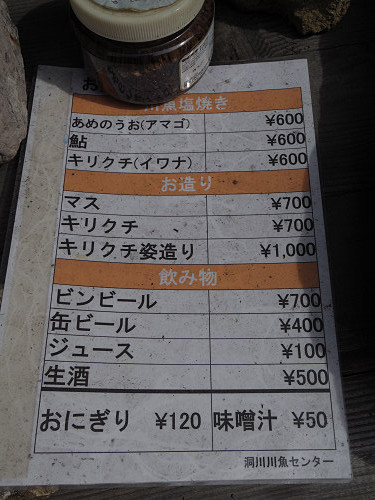 お
川魚塩焼き
あめのうお(アマゴ) ¥600
鮎 ¥600
キリクチ(イワナ) ¥600
お造り
マス ¥700
キリクチ ¥700
キリクチ姿造り ¥1,000
飲み物
ビンビール ¥700
缶ビール ¥400
ジュース ¥100
生酒 ¥500
おにぎり ¥120 味噌汁 ¥50
洞川川魚センター